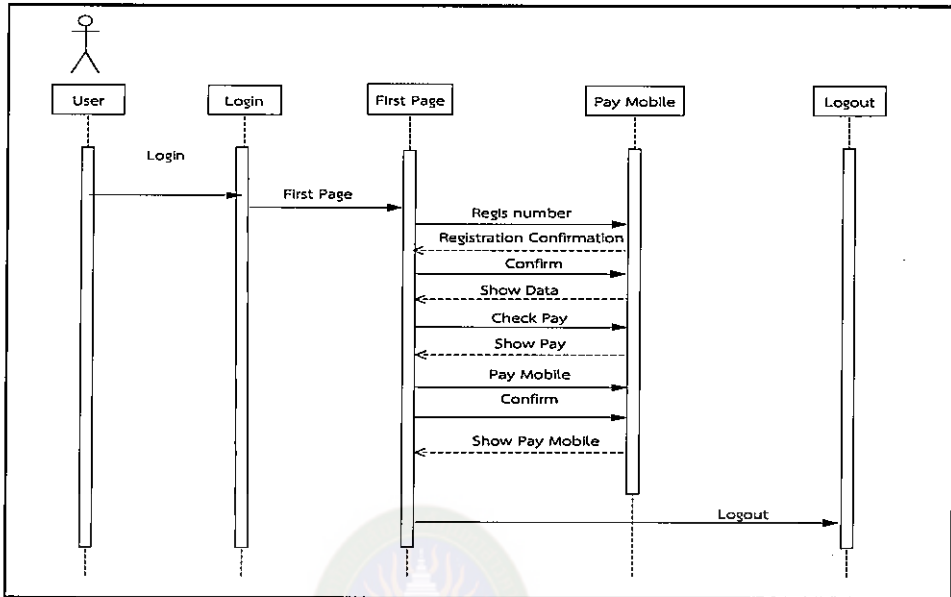 User
Login
First Page
Pay Mobile
Logout
Login
First Page
Regis number
Registration Confirmation
Confirm
Show Data
Check Pay
Show Pay
Pay Mobile
Confirm
Show Pay Mobile
Logout